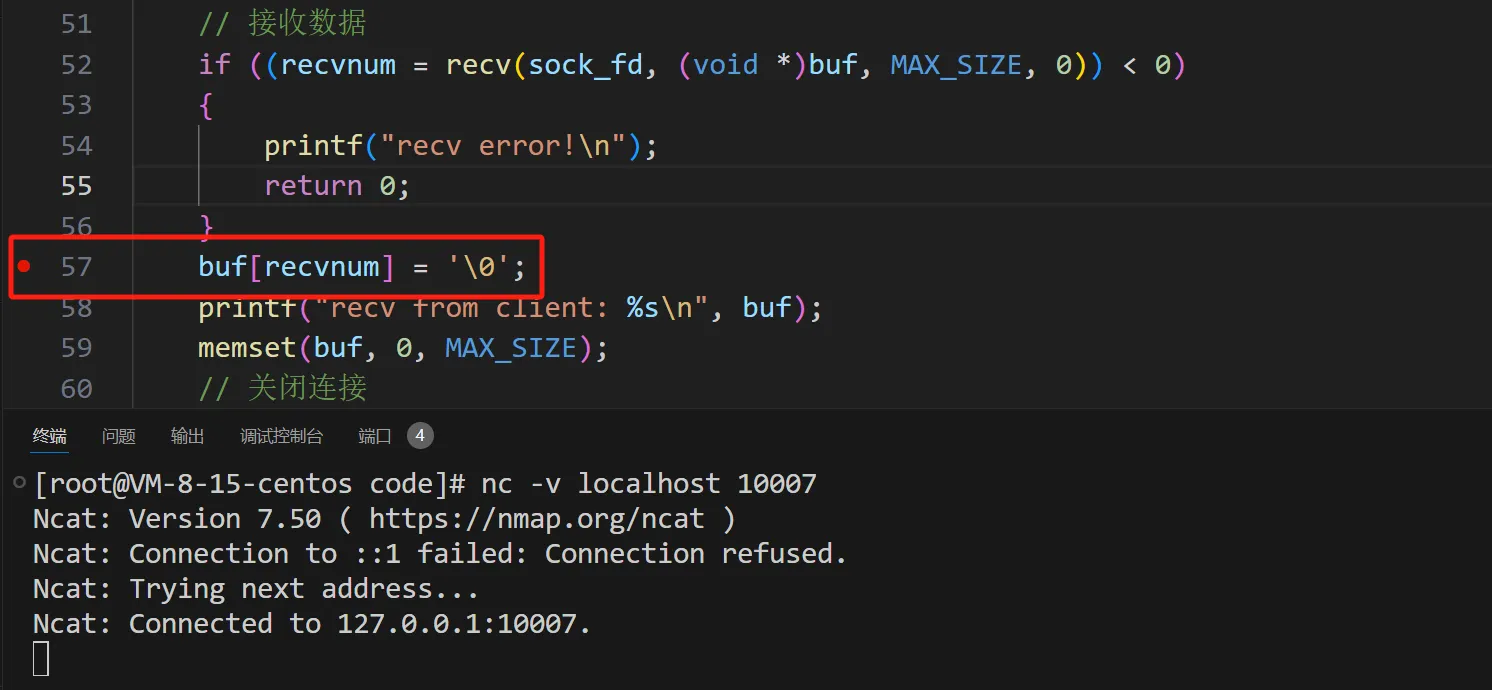 51 // 接收数据
52 if ((recvnum = recv(sock_fd, (void *)buf, MAX_SIZE, 0)) < 0)
53 {
54 printf("recv error!\n");
55 return 0;
56 }
57 buf[recvnum] = '\0';
58 printf("recv from client: %s\n", buf);
59 memset(buf, 0, MAX_SIZE);
60 // 关闭连接
终端 问题 输出 调试控制台 端口 4
[root@VM-8-15-centos code]# nc -v localhost 10007
Ncat: Version 7.50 ( https://nmap.org/ncat )
Ncat: Connection to ::1 failed: Connection refused.
Ncat: Trying next address...
Ncat: Connected to 127.0.0.1:10007.